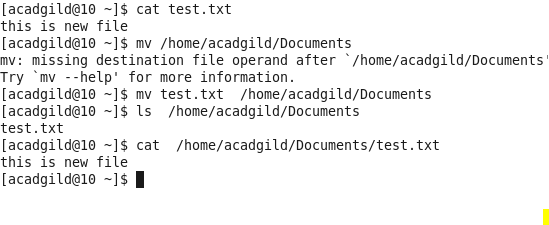 [acadgild@10 ~]$ cat test.txt
this is new file
[acadgild@10 ~]$ mv /home/acadgild/Documents
mv: missing destination file operand after `/home/acadgild/Documents'
Try `mv --help' for more information.
[acadgild@10 ~]$ mv test.txt  /home/acadgild/Documents
[acadgild@10 ~]$ ls  /home/acadgild/Documents
test.txt
[acadgild@10 ~]$ cat  /home/acadgild/Documents/test.txt
this is new file
[acadgild@10 ~]$